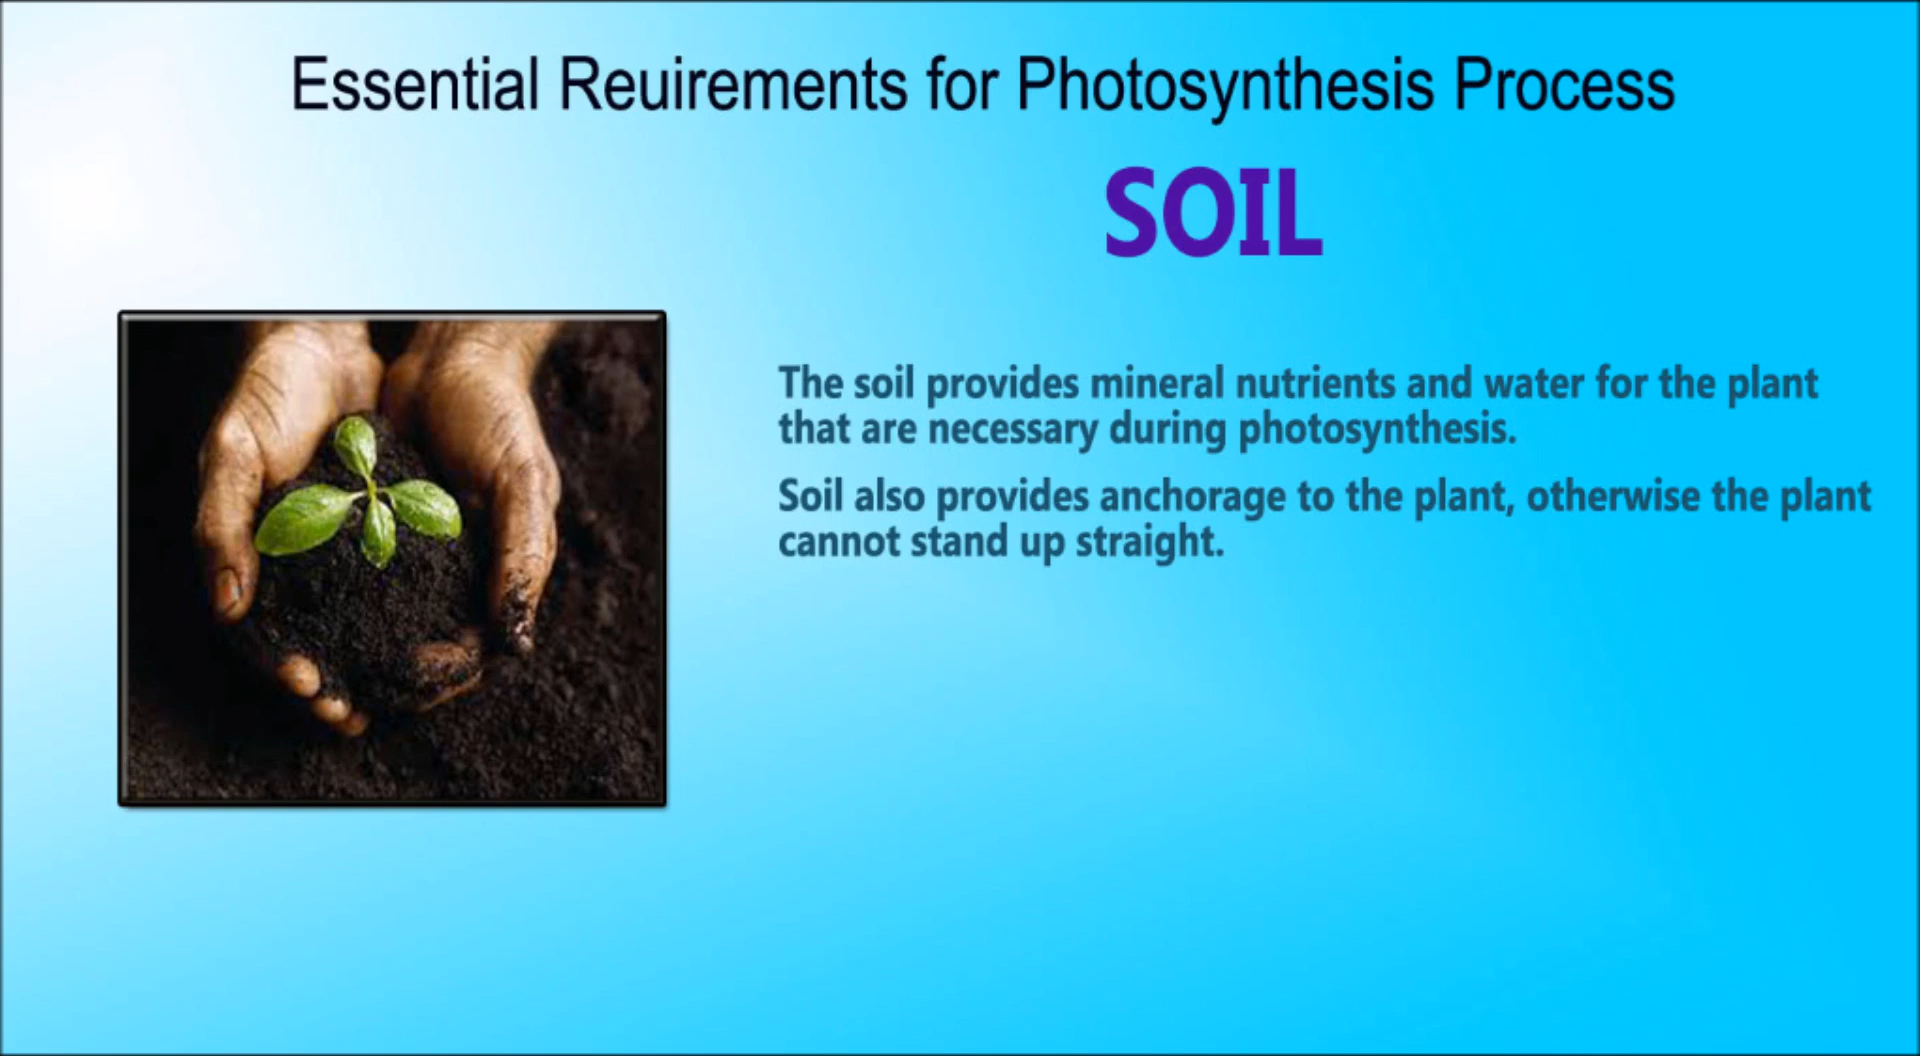 Essential Reuirements for Photosynthesis Process
SOIL
The soil provides mineral nutrients and water for the plant
that are necessary during photosynthesis.
Soil also provides anchorage to the plant, otherwise the plant
cannot stand up straight.